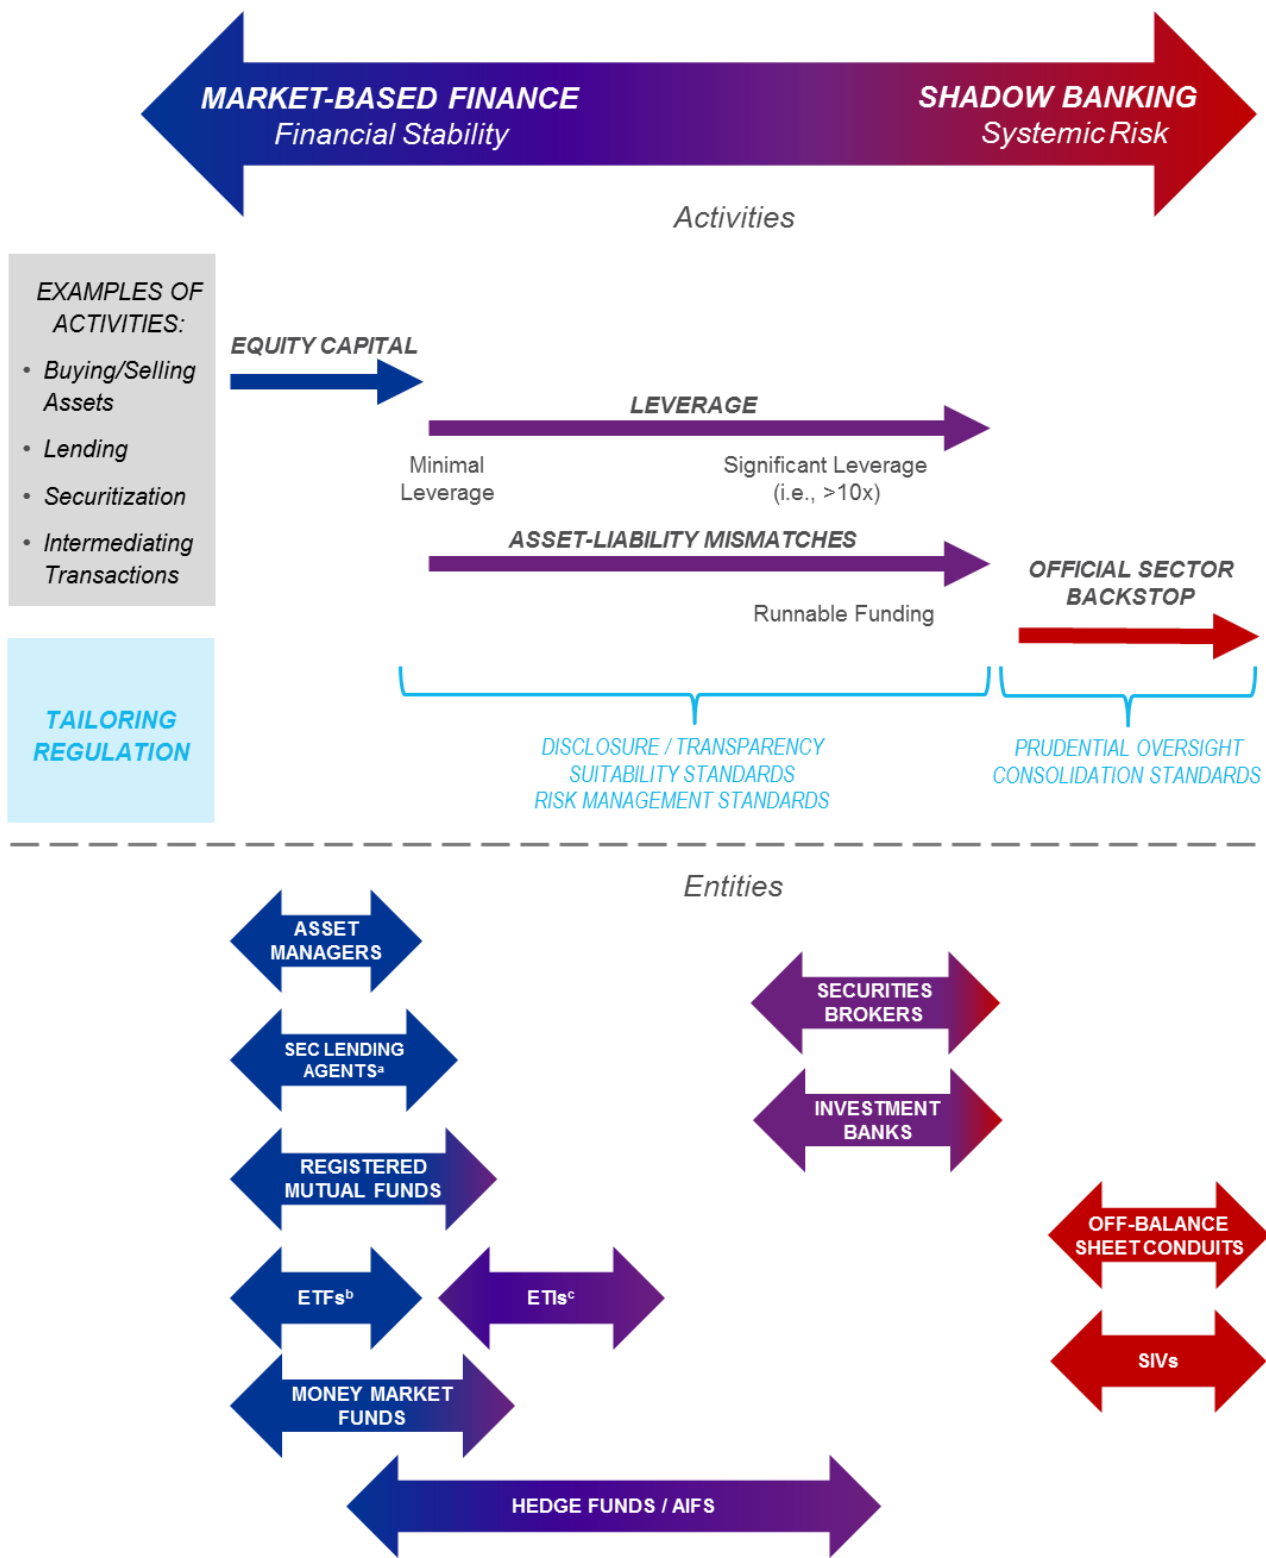 MARKET-BASED FINANCE
Financial Stability
SHADOW BANKING
Systemic Risk
Activities
EXAMPLES OF
ACTIVITIES:
• Buying/Selling
Assets
• Lending
• Securitization
• Intermediating
Transactions
EQUITY CAPITAL
LEVERAGE
Minimal
Leverage
Significant Leverage
(i.e., >10x)
ASSET-LIABILITY MISMATCHES
Runnable Funding
OFFICIAL SECTOR
BACKSTOP
TAILORING
REGULATION
DISCLOSURE / TRANSPARENCY
SUITABILITY STANDARDS
RISK MANAGEMENT STANDARDS
PRUDENTIAL OVERSIGHT
CONSOLIDATION STANDARDS
Entities
ASSET
MANAGERS
SECURITIES
BROKERS
SEC LENDING
AGENTSᵃ
INVESTMENT
BANKS
REGISTERED
MUTUAL FUNDS
OFF-BALANCE
SHEET CONDUITS
ETFsᵇ
ETIsᶜ
SIVs
MONEY MARKET
FUNDS
HEDGE FUNDS / AIFS